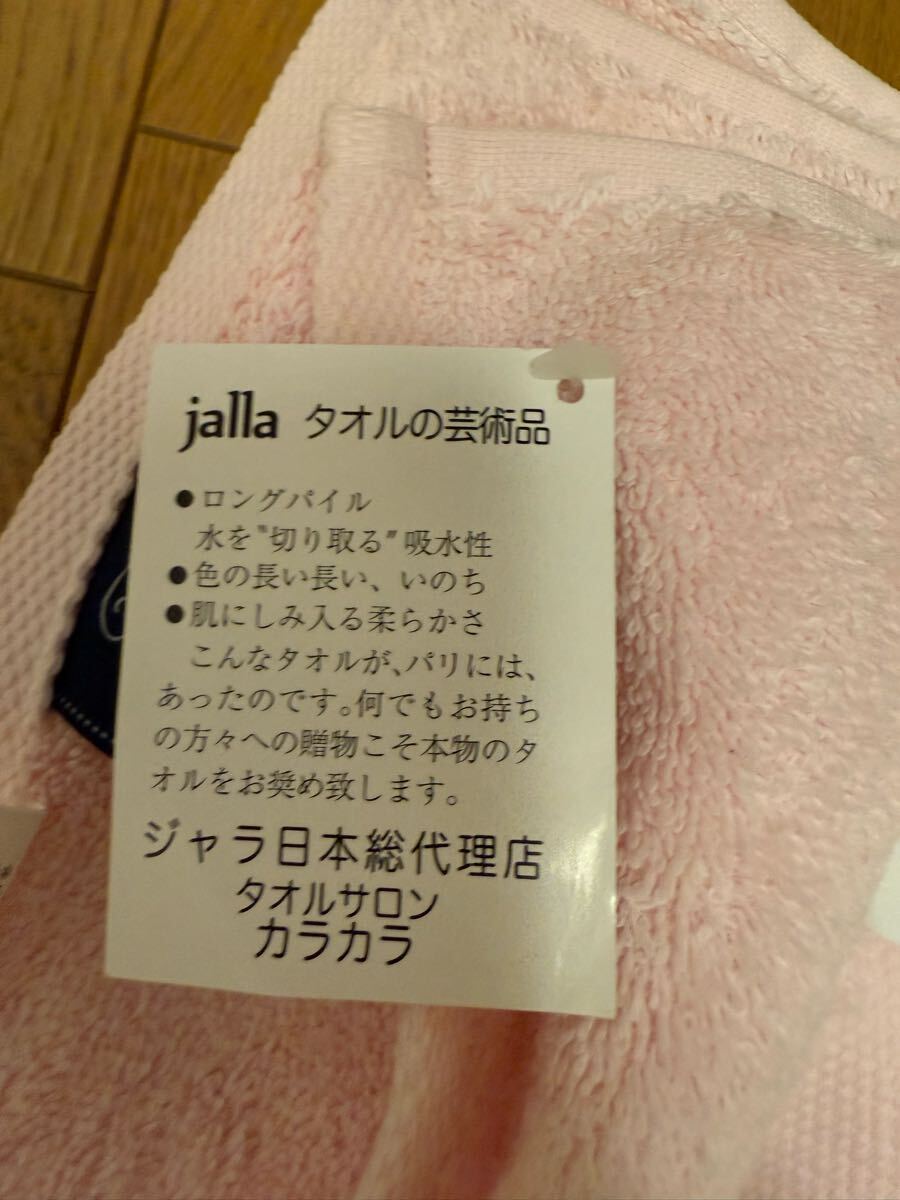 jalla タオルの芸術品
●ロングパイル
水を〝切り取る〟吸水性
●色の長い長い、いのち
●肌にしみ入る柔らかさ
こんなタオルが、パリには、
あったのです。何でもお持ち
の方々への贈物こそ本物のタ
オルをお奨め致します。
ジャラ日本総代理店
タオルサロン
カラカラ